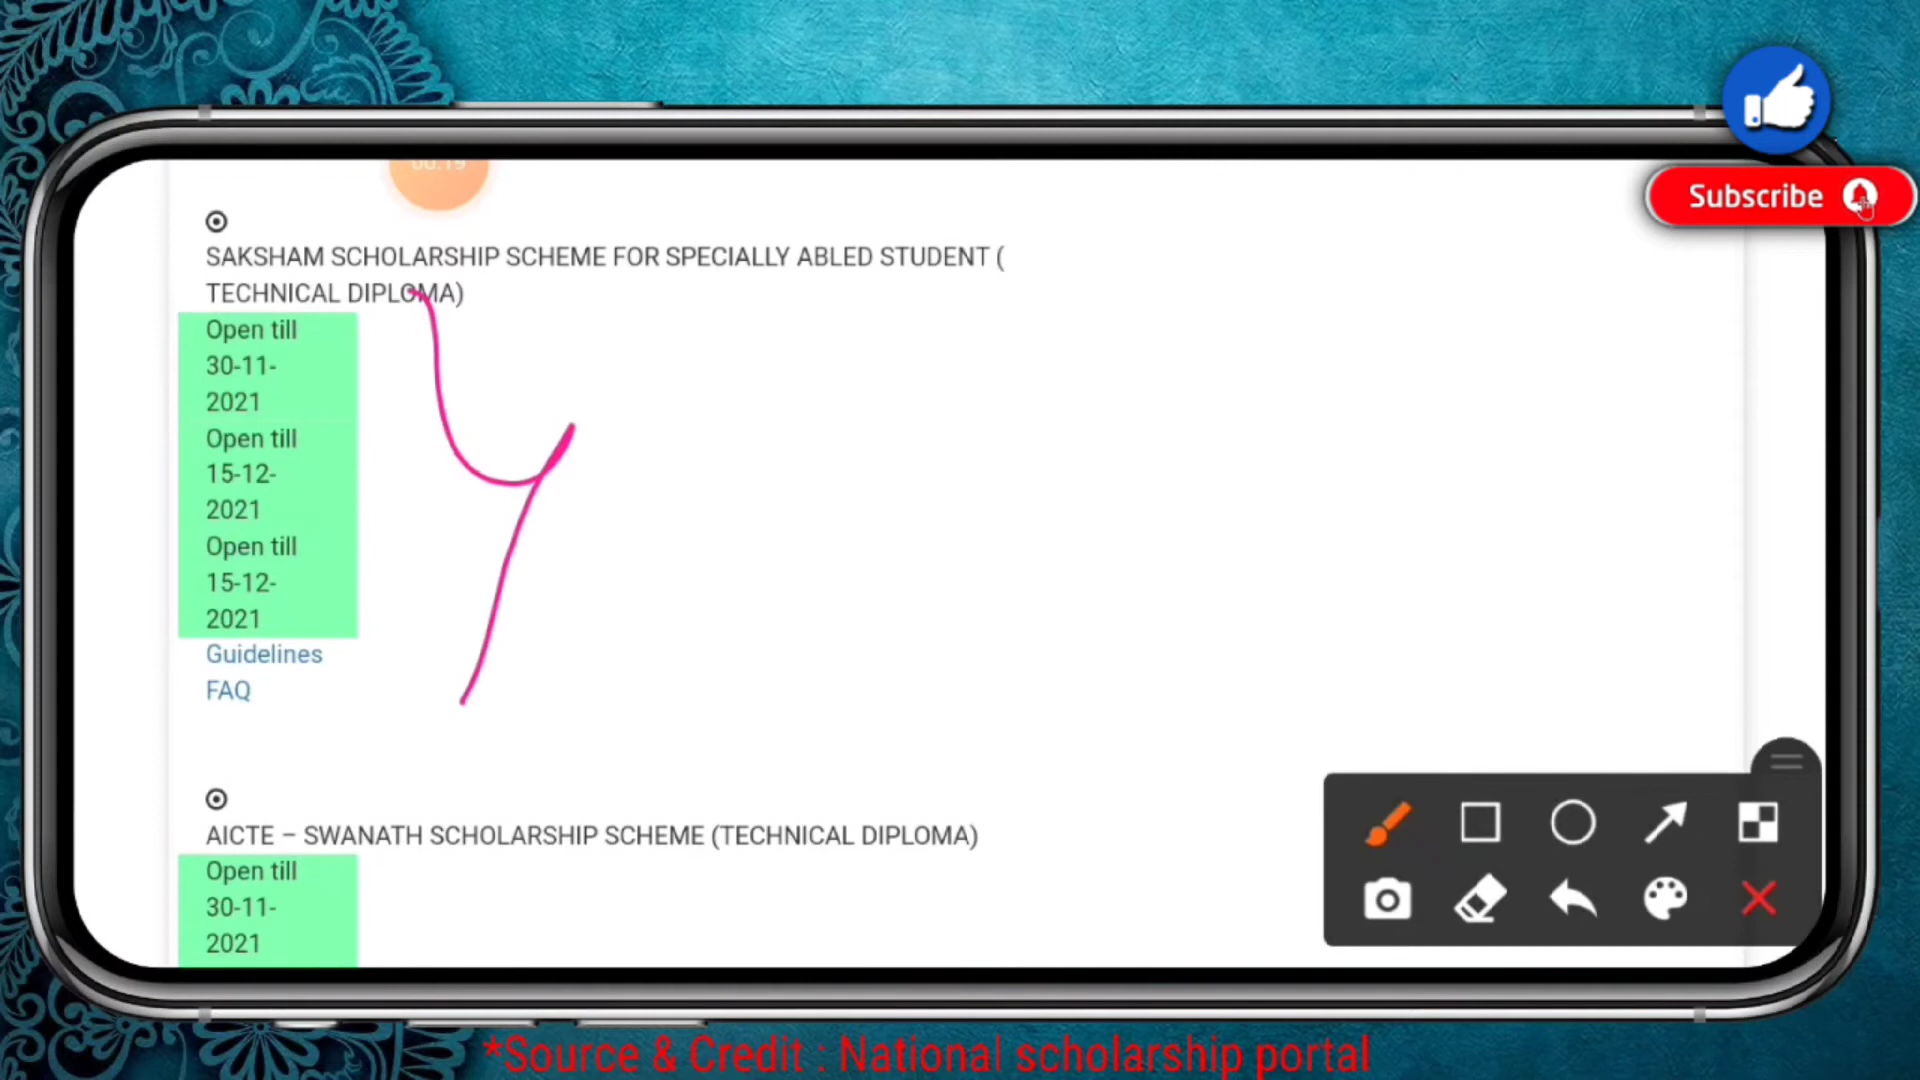 Subscribe
SAKSHAM SCHOLARSHIP SCHEME FOR SPECIALLY ABLED STUDENT (
TECHNICAL DIPLOMA)
Open till
30-11-
2021
Open till
15-12-
2021
Open till
15-12-
2021
Guidelines
FAQ
AICTE – SWANATH SCHOLARSHIP SCHEME (TECHNICAL DIPLOMA)
Open till
30-11-
2021
*Source & Credit : National scholarship portal